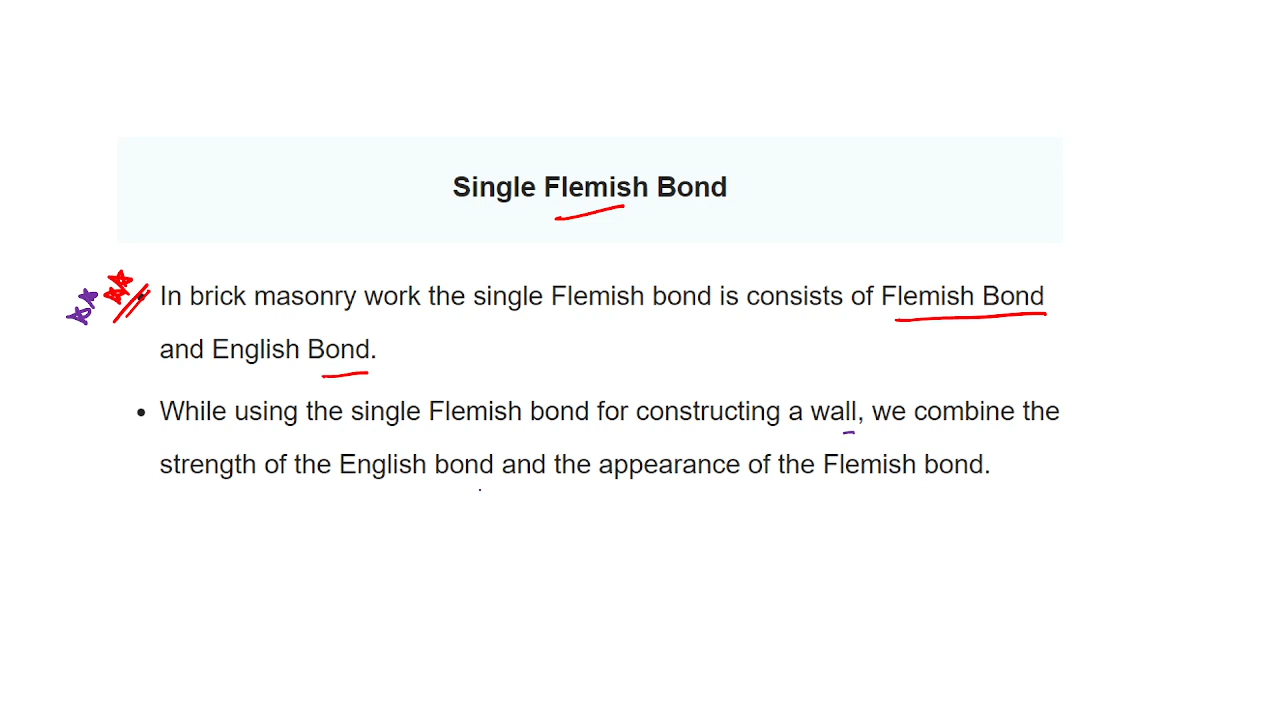 Single Flemish Bond
• In brick masonry work the single Flemish bond is consists of Flemish Bond
and English Bond.
• While using the single Flemish bond for constructing a wall, we combine the
strength of the English bond and the appearance of the Flemish bond.